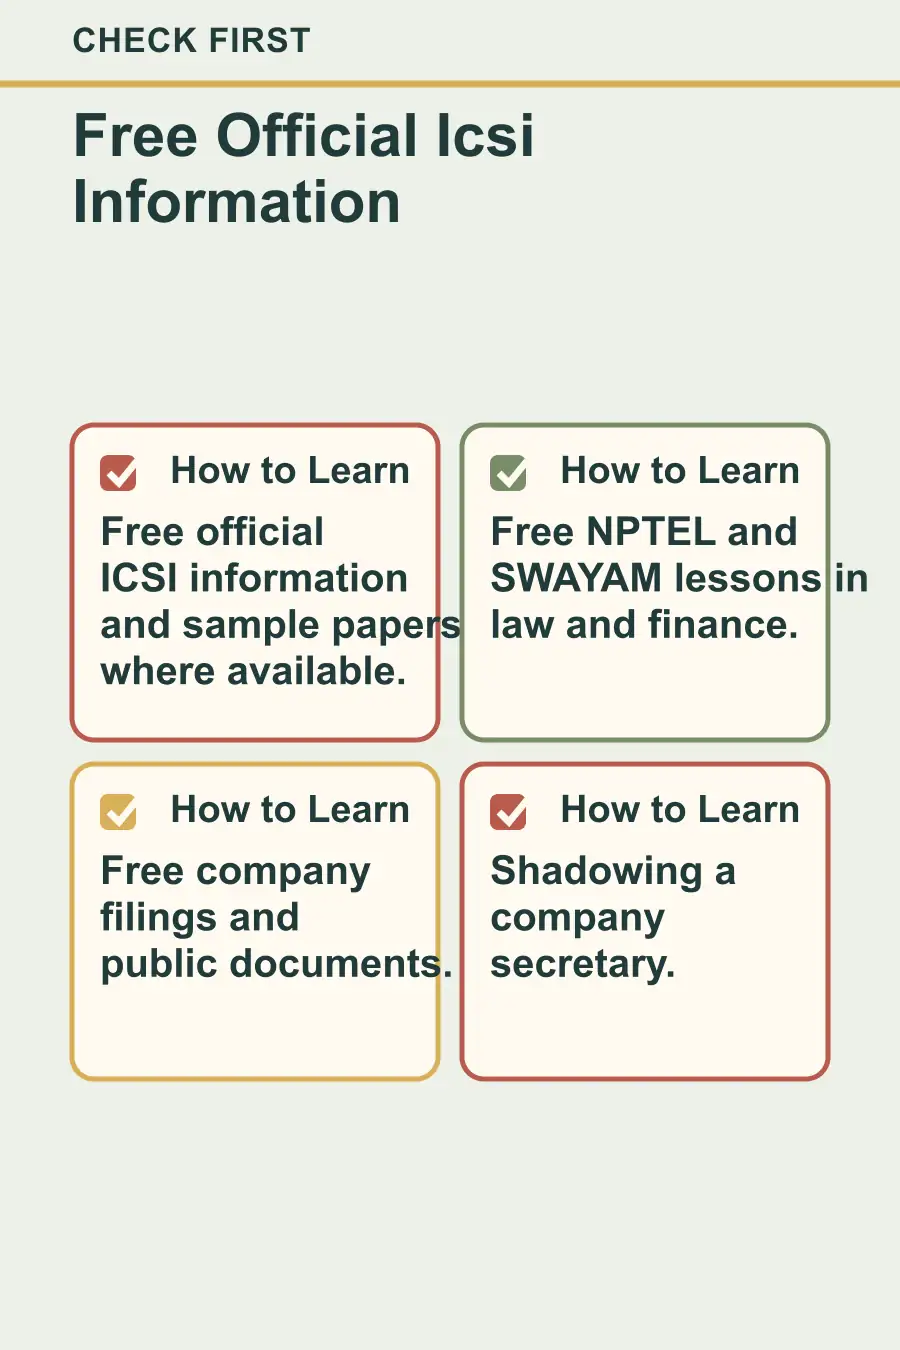 CHECK FIRST
Free Official Icsi
Information
How to Learn
Free official
ICSI information
and sample papers
where available.
How to Learn
Free NPTEL and
SWAYAM lessons in
law and finance.
How to Learn
Free company
filings and
public documents.
How to Learn
Shadowing a
company
secretary.